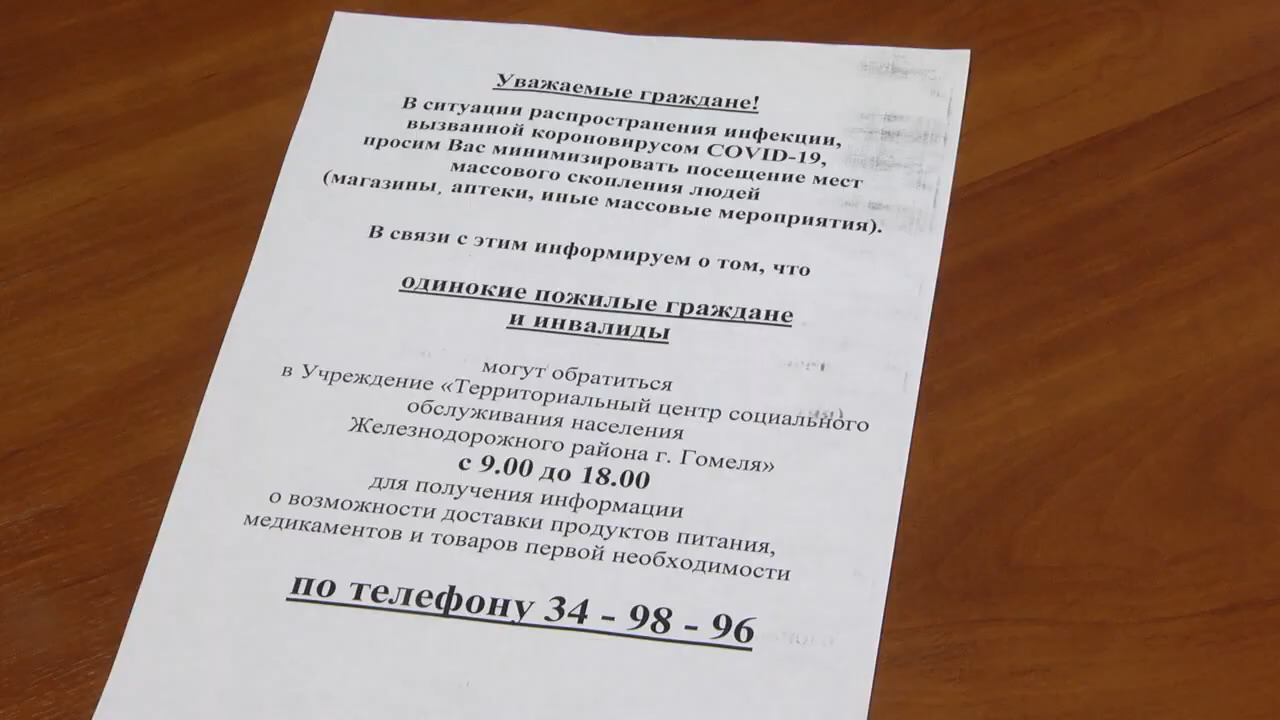 Уважаемые граждане!
В ситуации распространения инфекции,
вызванной короновирусом COVID-19,
просим Вас минимизировать посещение мест
массового скопления людей
(магазины, аптеки, иные массовые мероприятия).
В связи с этим информируем о том, что
одинокие пожилые граждане
и инвалиды
могут обратиться
в Учреждение «Территориальный центр социального
обслуживания населения
Железнодорожного района г. Гомеля»
с 9.00 до 18.00
для получения информации
о возможности доставки продуктов питания,
медикаментов и товаров первой необходимости
по телефону 34 - 98 - 96